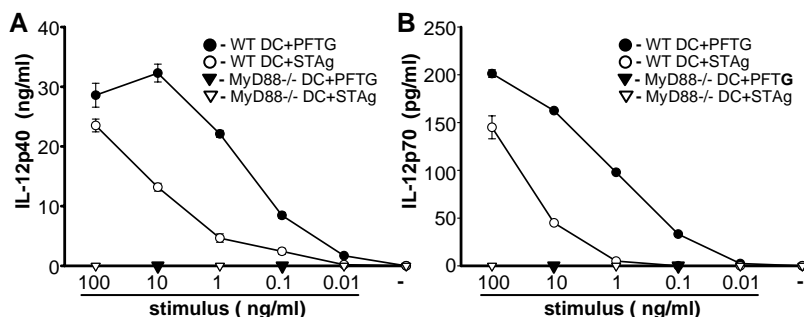 A
IL-12p40 (ng/ml)
40
30
20
10
0
- WT DC+PFTG
- WT DC+STAg
- MyD88-/- DC+PFTG
- MyD88-/- DC+STAg
100 10 1 0.1 0.01 -
stimulus ( ng/ml)
B
IL-12p70 (pg/ml)
250
200
150
100
50
0
- WT DC+PFTG
- WT DC+STAg
- MyD88-/- DC+PFTG
- MyD88-/- DC+STAg
100 10 1 0.1 0.01 -
stimulus ( ng/ml)